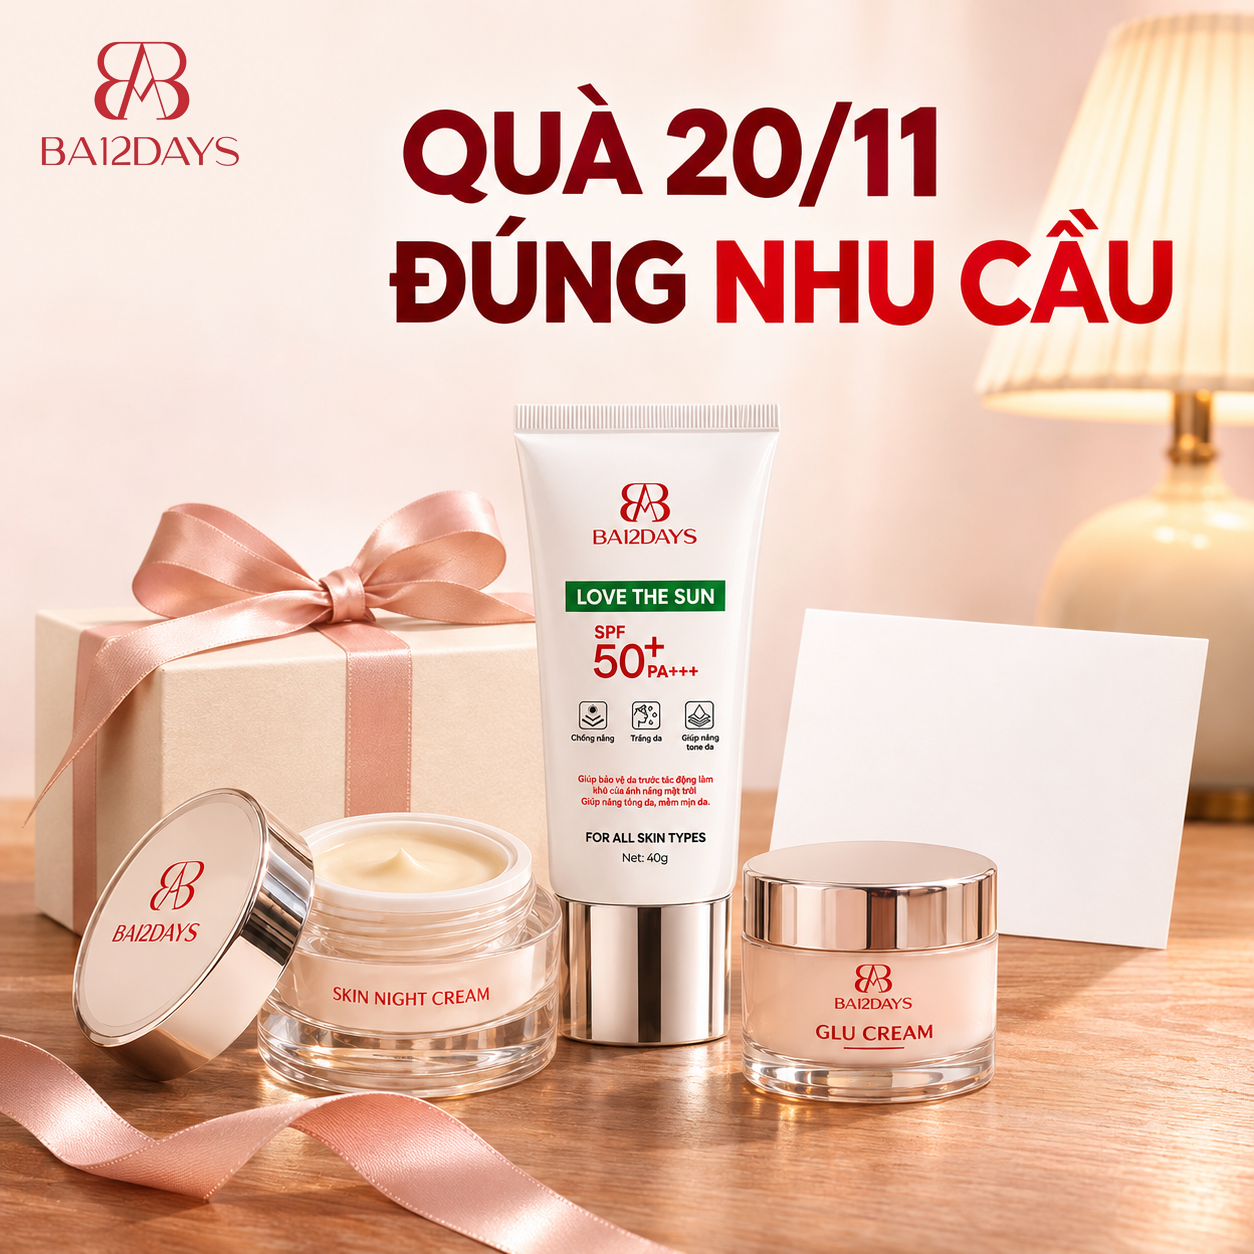 BA12DAYS
QUÀ 20/11
ĐÚNG NHU CẦU
BA12DAYS
LOVE THE SUN
SPF
50+
PA+++
Chống nắng
Trắng da
Giúp nâng
tone da
Giúp bảo vệ da trước tác động làm
khô của ánh nắng mặt trời
Giúp nâng tông da, mềm mịn da.
FOR ALL SKIN TYPES
Net: 40g
BA12DAYS
SKIN NIGHT CREAM
BA12DAYS
GLU CREAM